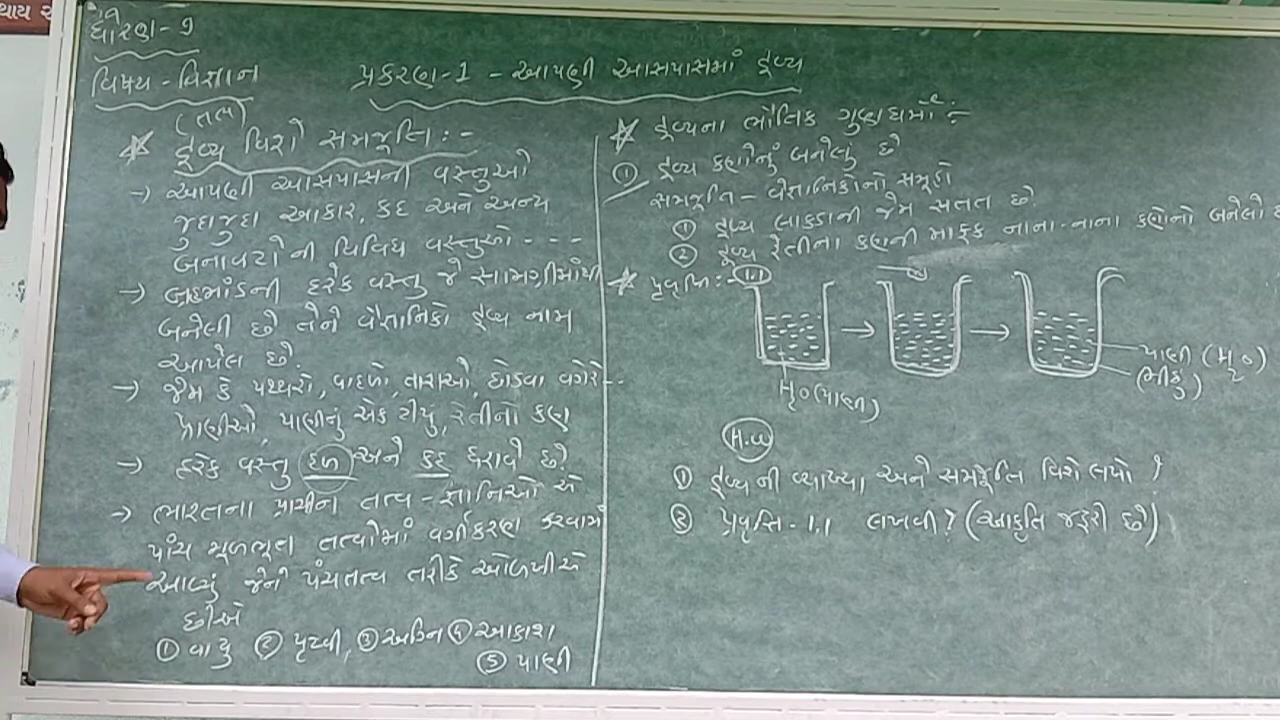 થાય
ધોરણ-૭
વિષય - વિજ્ઞાન
પ્રકરણ-1 - આપણી આસપાસમાં દ્રવ્ય
(તત્વ)
દ્રવ્ય વિશે સમજૂતિ :-
→ આપણી આસપાસની વસ્તુઓ
જુદાજુદા આકાર, કદ અને અન્ય
બનાવટોની વિવિધ વસ્તુઓ - - -
→ બ્રહ્માંડની દરેક વસ્તુ જે સામગ્રીમાંથી
બનેલી છે તેને વૈજ્ઞાનિકો દ્રવ્ય નામ
આપેલ છે.
→ જેમ કે પથ્થરો, વાદળો, તારાઓ, છોડવા વગેરે--
પ્રાણીઓ, પાણીનું એક ટીપું, રેતીનો કણ
→ દરેક વસ્તુ દળ અને કદ ધરાવે છે.
→ ભારતના પ્રાચીન તત્વ-જ્ઞાનિઓ એ
પાંચ મૂળભૂત તત્વોમાં વર્ગીકરણ કરવામાં
આવ્યું જેને પંચતત્વ તરીકે ઓળખીએ
છીએ
① વાયુ ② પૃથ્વી, ③ અગ્નિ ④ આકાશ
⑤ પાણી
દ્રવ્યના ભૌતિક ગુણધર્મો :-
① દ્રવ્ય કણોનું બનેલું છે
સમજૂતિ - વૈજ્ઞાનિકોનો સમૂહો
① દ્રવ્ય લાકડાની જેમ સતત છે.
② દ્રવ્ય રેતીના કણની માફક નાના-નાના કણોનો બનેલો
પ્રવૃત્તિ :- 1.1
→ →
પાણી (H₂O)
(મીઠું)
H₂O (પાણી)
H.W
① દ્રવ્યની વ્યાખ્યા અને સમજૂતિ વિશે લખો ?
② પ્રવૃત્તિ - 1.1 લખવી? (આકૃતિ જરૂરી છે)